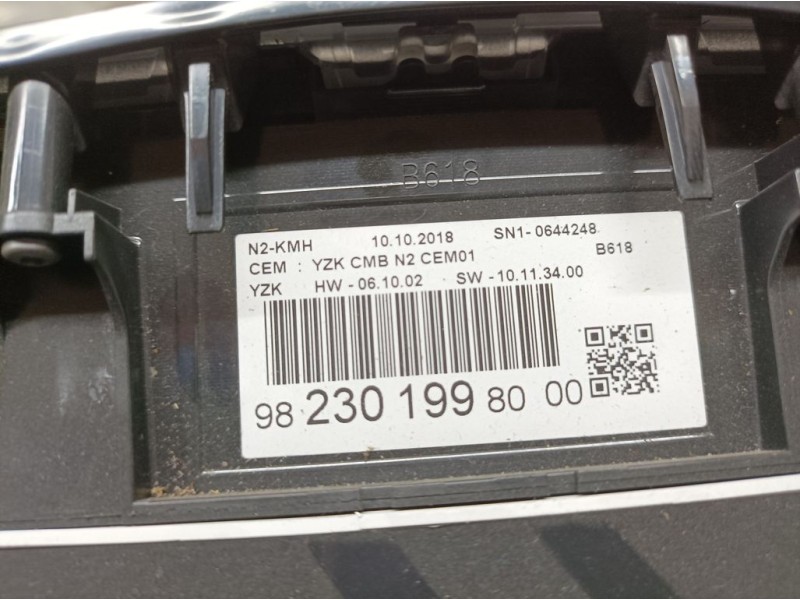 B618
N2-KMH 10.10.2018 SN1- 0644248
CEM : YZK CMB N2 CEM01 B618
YZK HW - 06.10.02 SW - 10.11.34.00
98 230 199 80 00